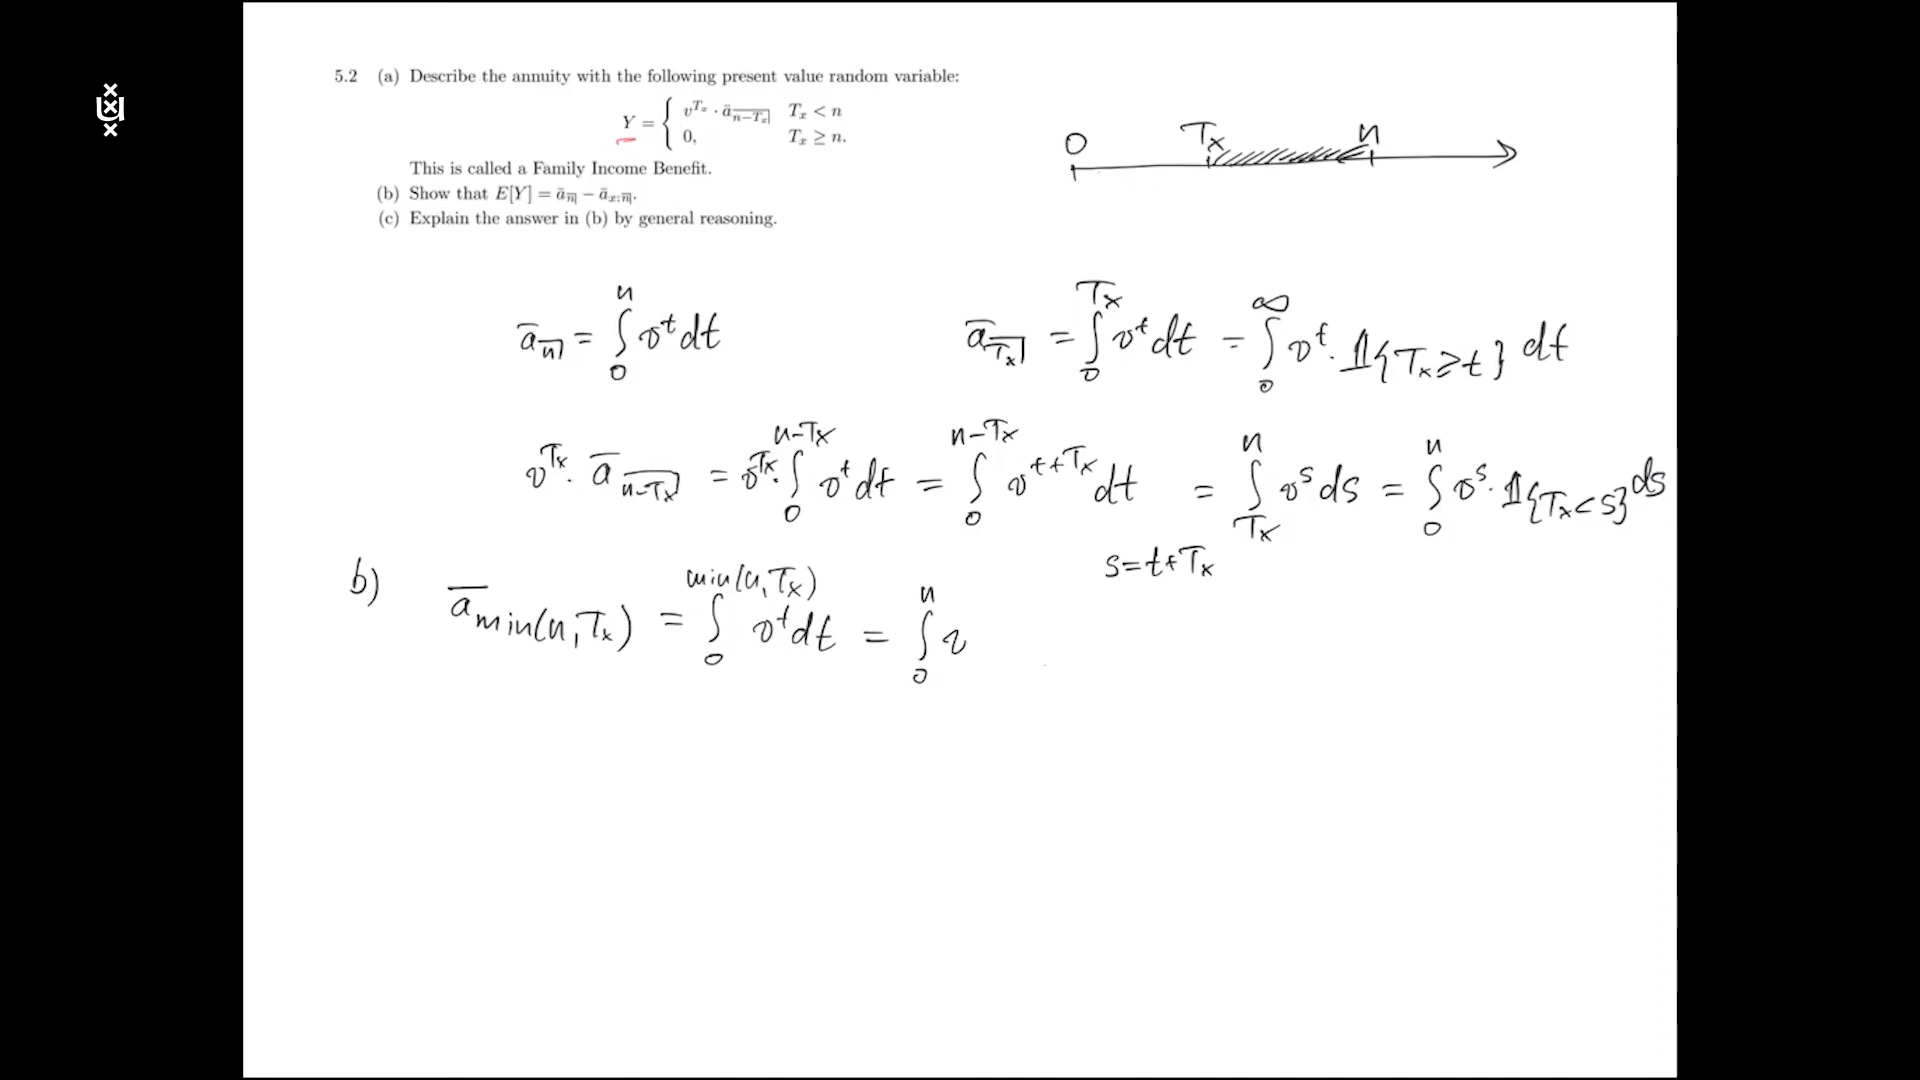 5.2 (a) Describe the annuity with the following present value random variable:
Y = { v^{T_x} · ā_{n−T_x|} T_x < n
0, T_x ≥ n.
This is called a Family Income Benefit.
(b) Show that E[Y] = ā_{n|} − ā_{x:n|}.
(c) Explain the answer in (b) by general reasoning.
0 T_x n
ā_{n|} = ∫_0^n v^t dt
ā_{T_x|} = ∫_0^{T_x} v^t dt = ∫_0^∞ v^t · 𝟙{T_x ≥ t} dt
v^{T_x} · ā_{n−T_x|} = v^{T_x} · ∫_0^{n−T_x} v^t dt = ∫_0^{n−T_x} v^{t+T_x} dt = ∫_{T_x}^n v^s ds = ∫_0^n v^s · 𝟙{T_x < s} ds
s = t + T_x
b) ā_{min(n, T_x)} = ∫_0^{min(n, T_x)} v^t dt = ∫_0^n v